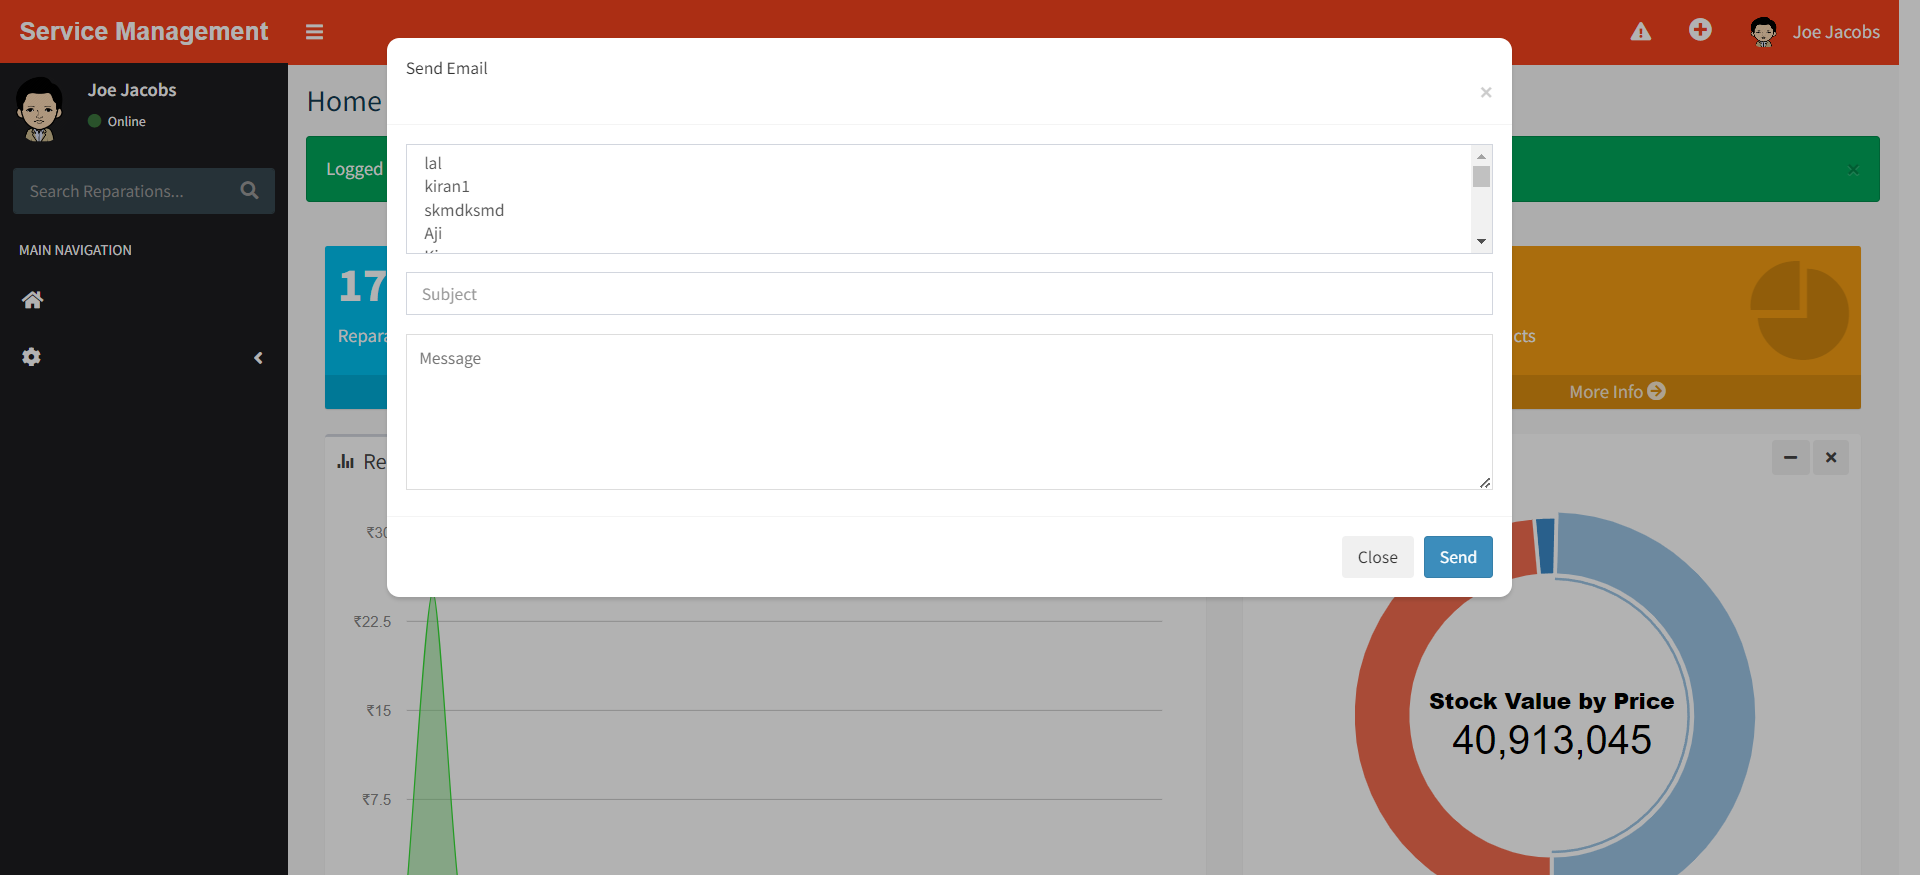 Service Management
Joe Jacobs
Joe Jacobs
Online
Search Reparations...
MAIN NAVIGATION
Home
Logged
Send Email
×
lal
kiran1
skmdksmd
Aji
Subject
Message
Close
Send
17
Repara
cts
More Info
Re
₹30
₹22.5
₹15
₹7.5
Stock Value by Price
40,913,045